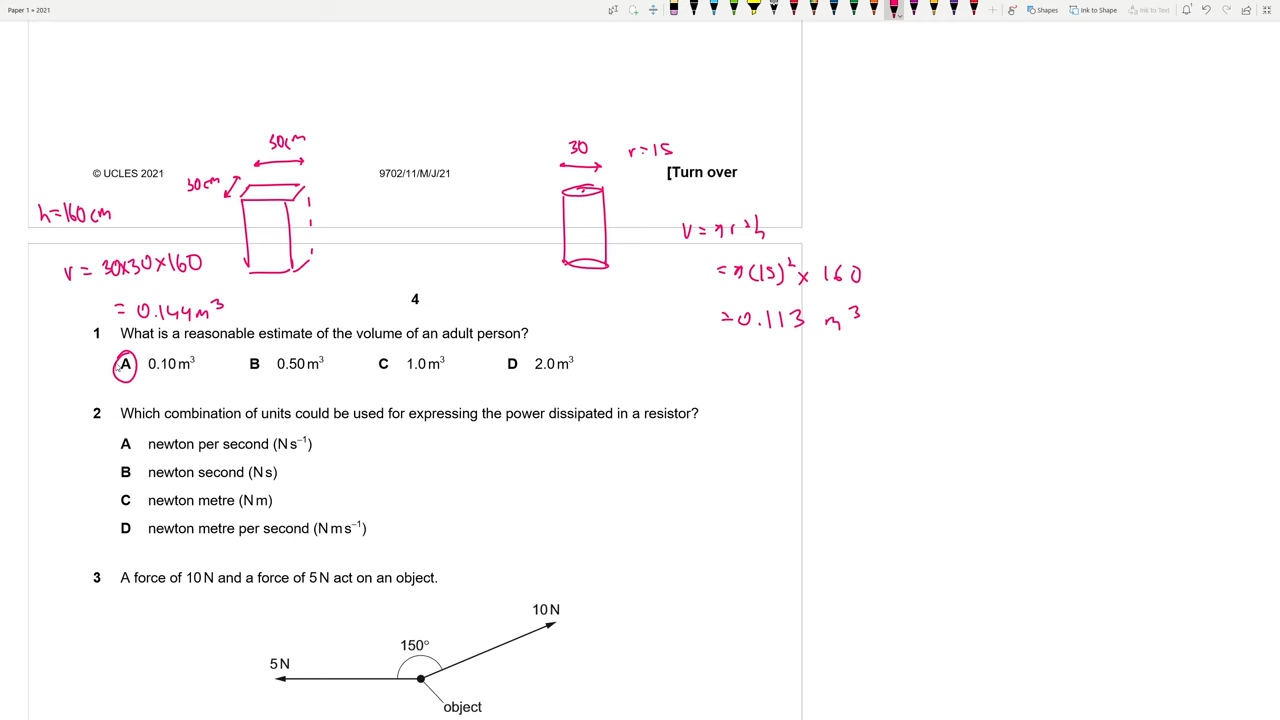 Paper 1 » 2021
Shapes
Ink to Shape
Ink to Text
30cm
30cm
h=160cm
V = 30×30×160
= 0.144m³
30
r=15
V = πr²h
= π(15)² × 160
= 0.113 m³
© UCLES 2021
9702/11/M/J/21
[Turn over
4
1 What is a reasonable estimate of the volume of an adult person?
A 0.10 m³ B 0.50 m³ C 1.0 m³ D 2.0 m³
2 Which combination of units could be used for expressing the power dissipated in a resistor?
A newton per second (N s⁻¹)
B newton second (N s)
C newton metre (N m)
D newton metre per second (N m s⁻¹)
3 A force of 10 N and a force of 5 N act on an object.
10 N
150°
5 N
object